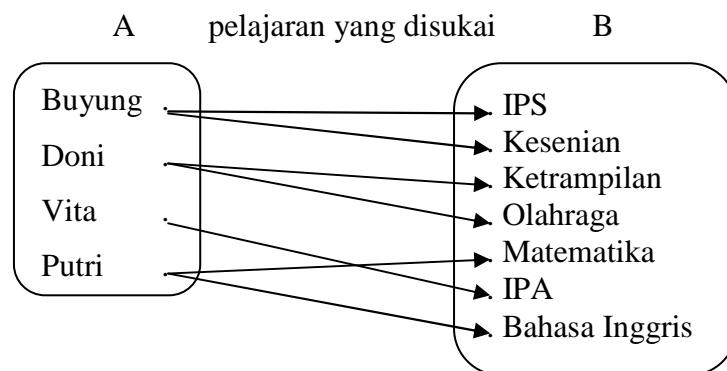 A pelajaran yang disukai B
Buyung
Doni
Vita
Putri
IPS
Kesenian
Ketrampilan
Olahraga
Matematika
IPA
Bahasa Inggris